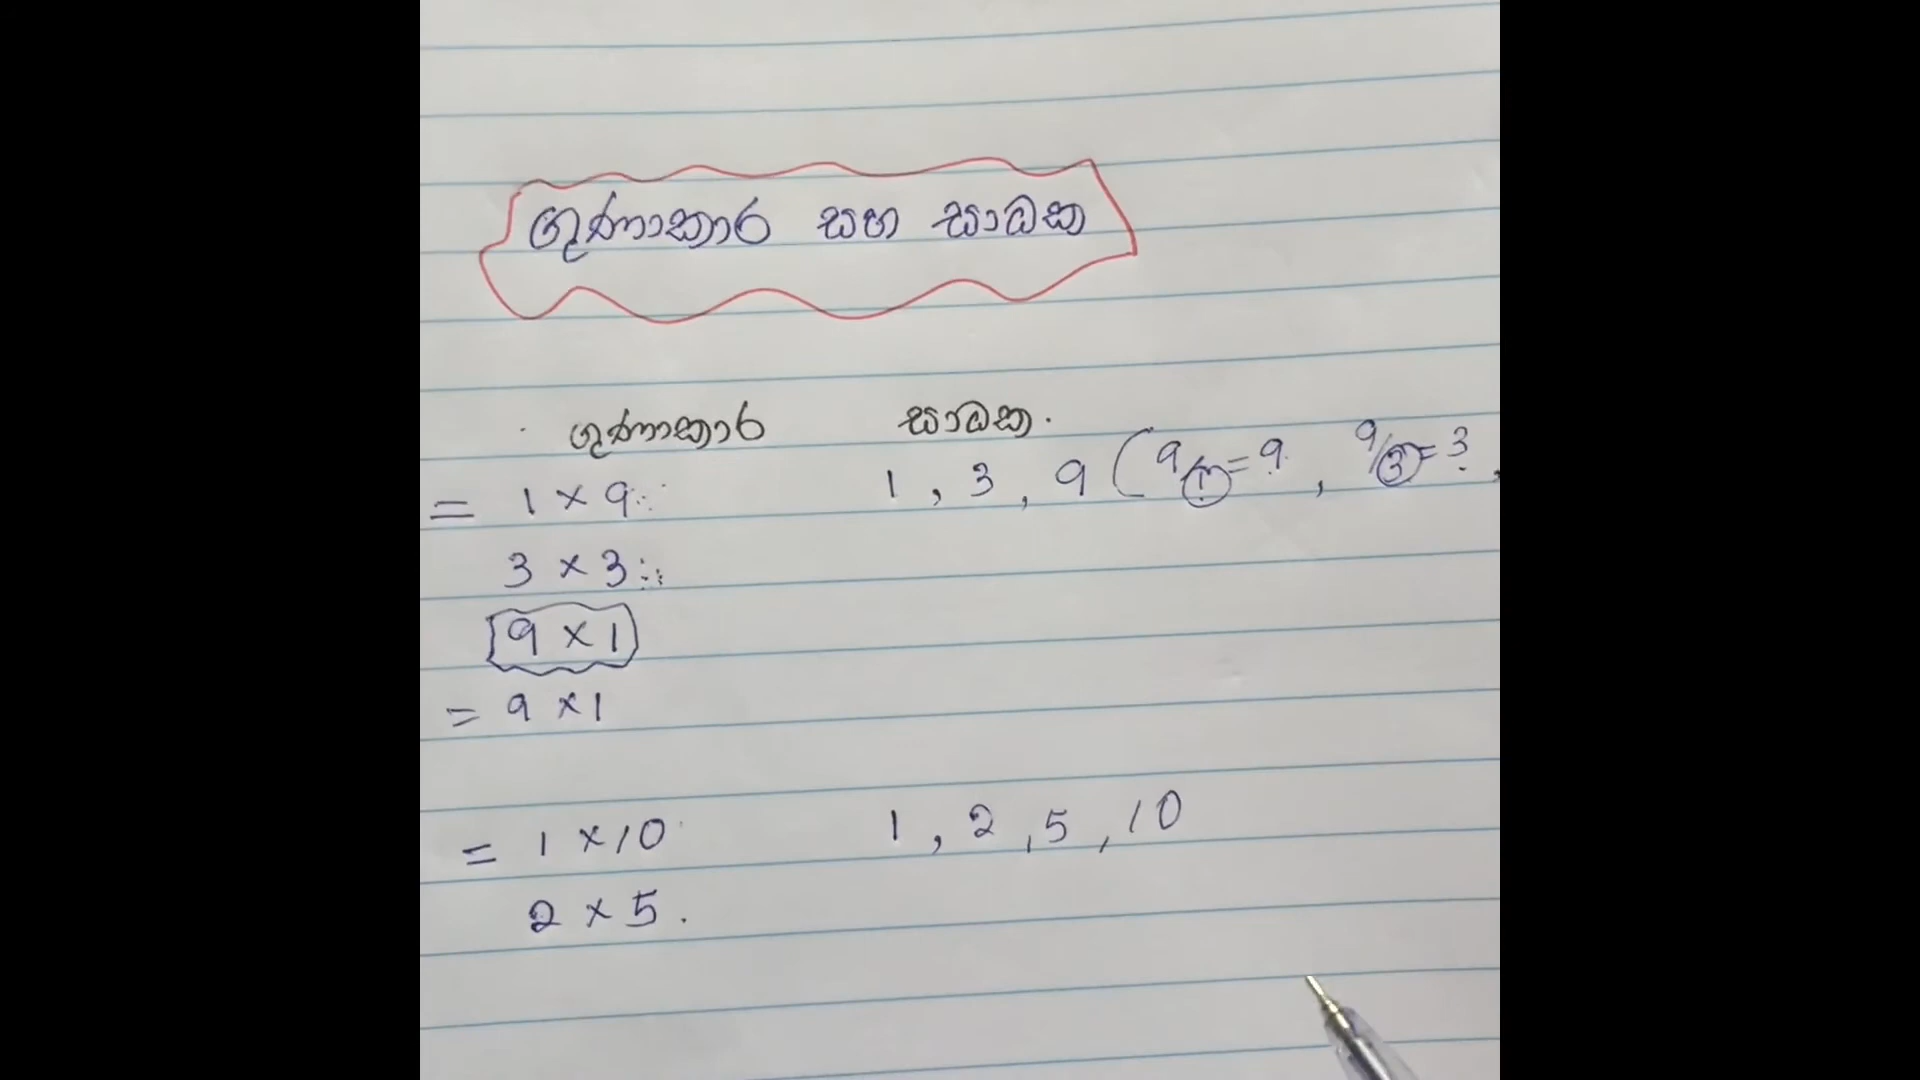 ගුණාකාර සහ සාධක
ගුණාකාර සාධක.
= 1 × 9 1 , 3 , 9 ( 9/1 = 9 , 9/3 = 3 ,
3 × 3
9 × 1
= 9 × 1
= 1 × 10 1 , 2 , 5 , 10
2 × 5 .